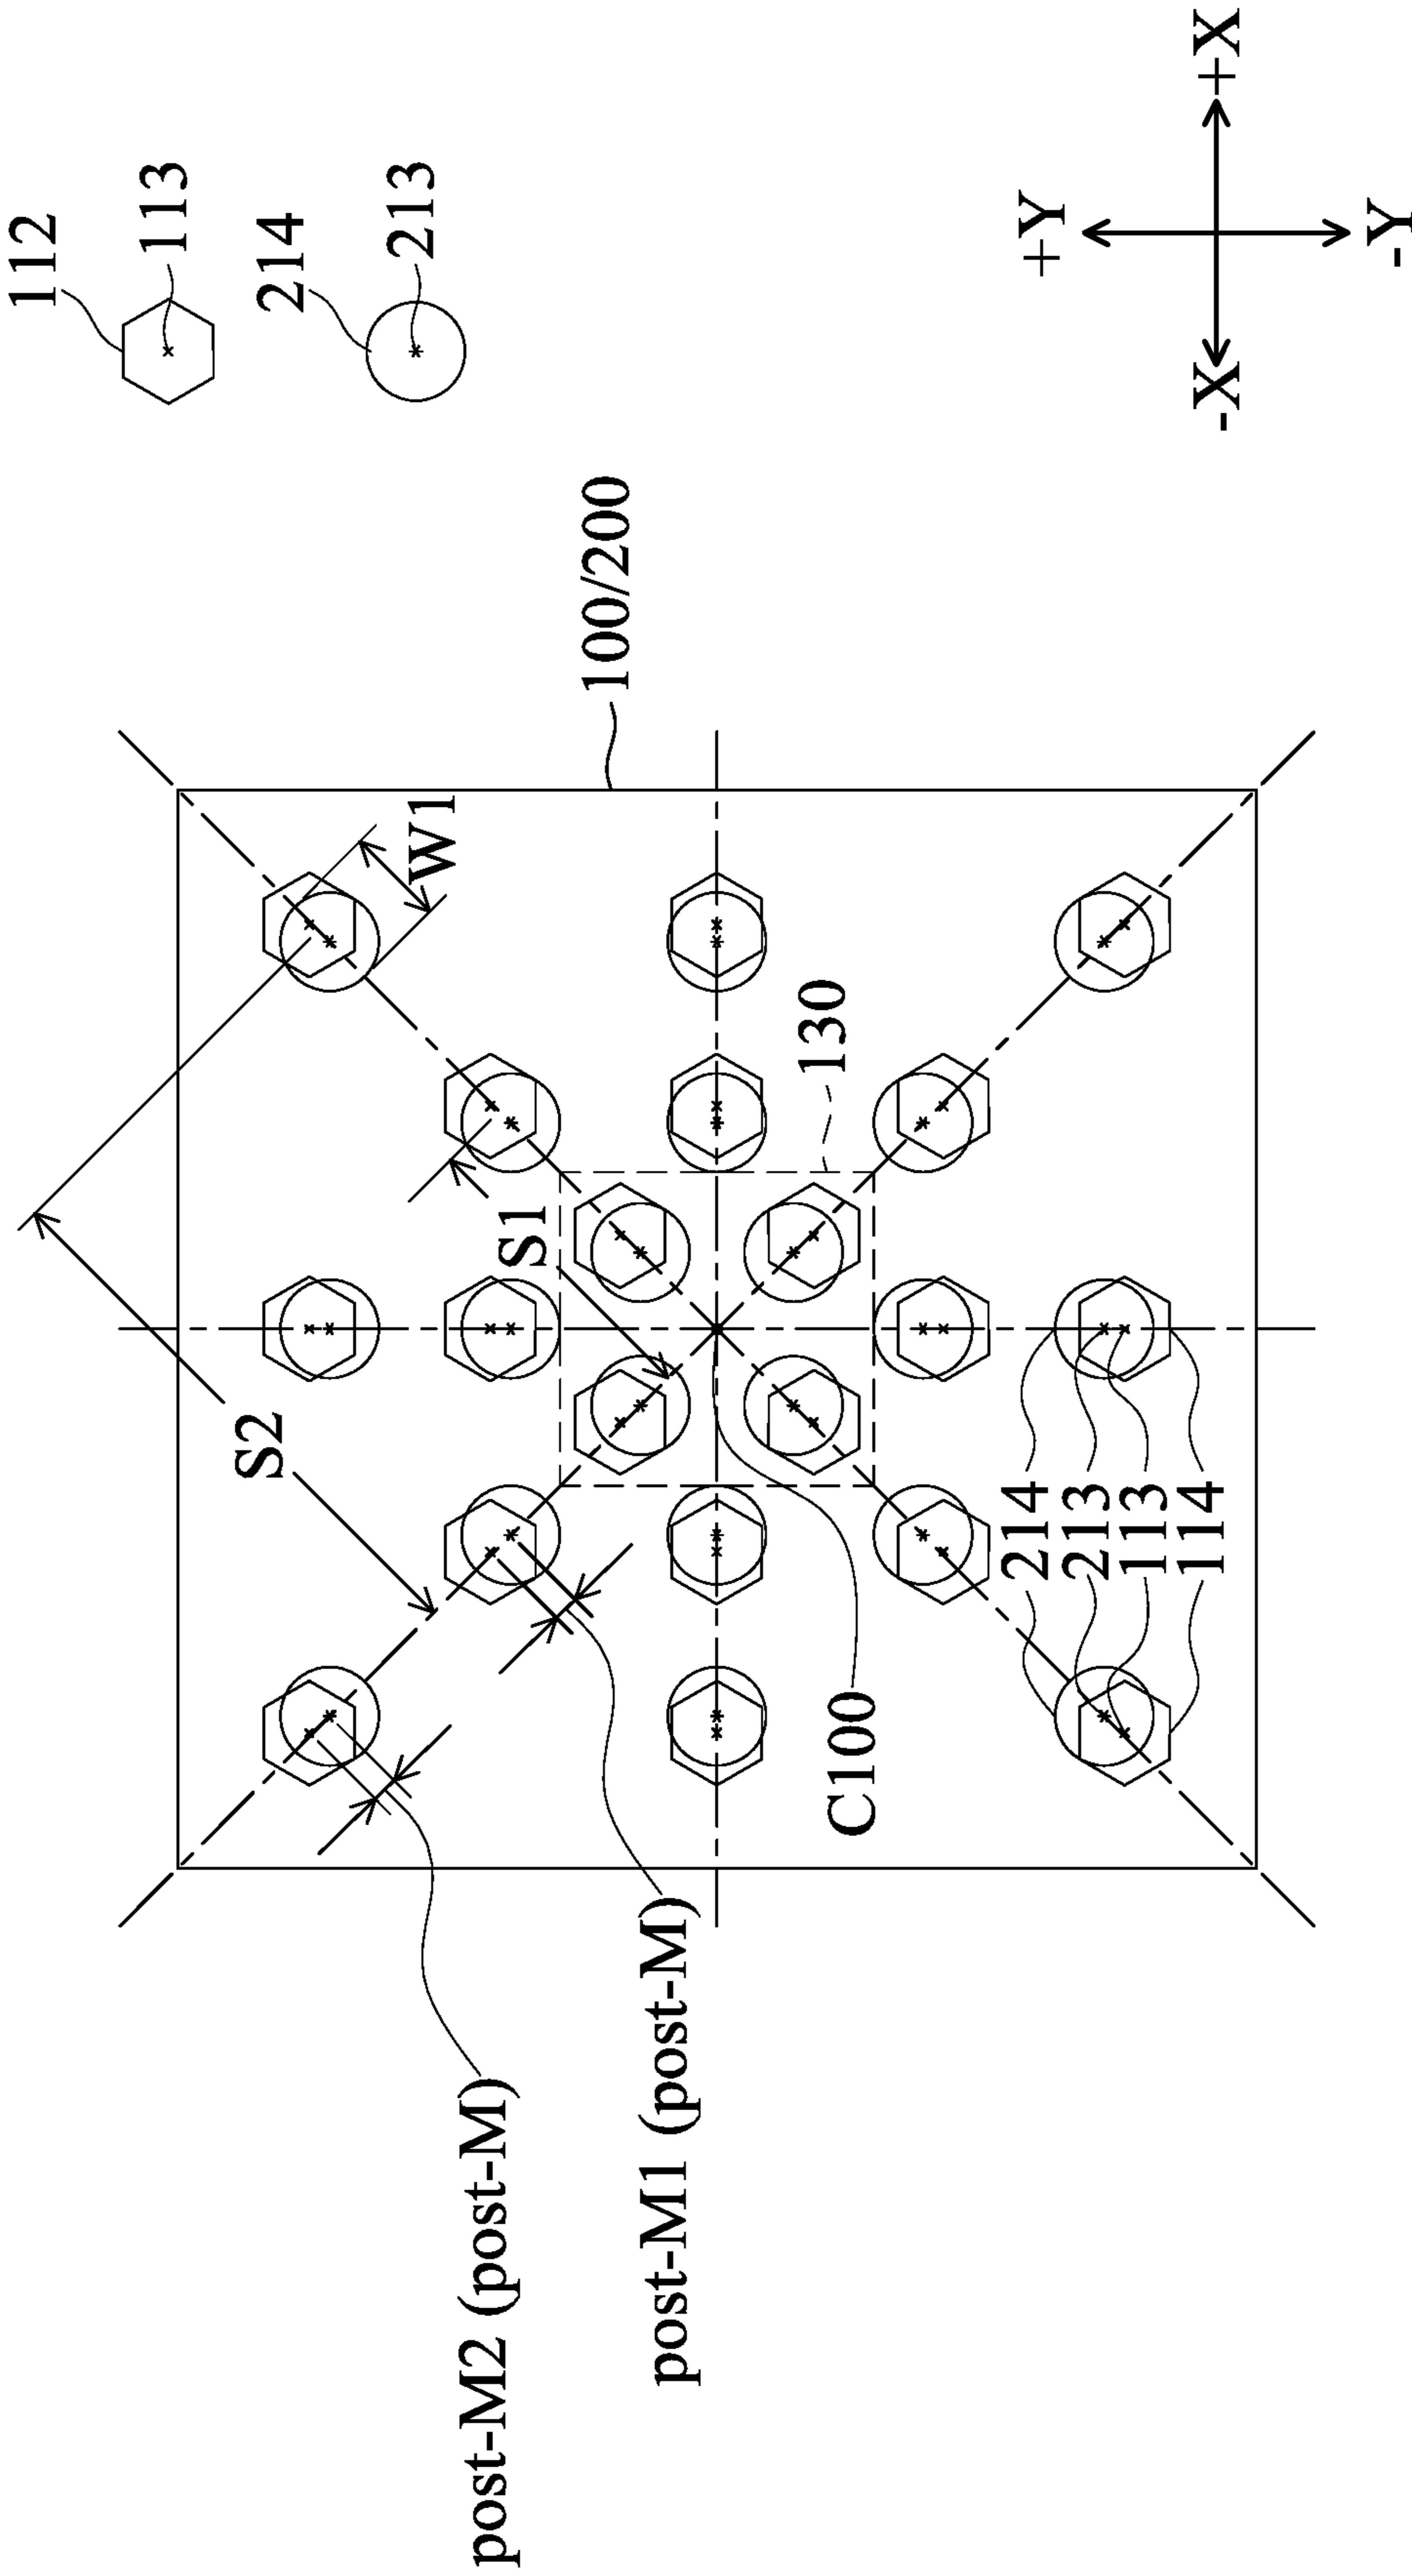 112
113
214
213
+Y
+X
-X
-Y
100/200
W1
130
S1
S2
214
213
113
114
C100
post-M2 (post-M)
post-M1 (post-M)